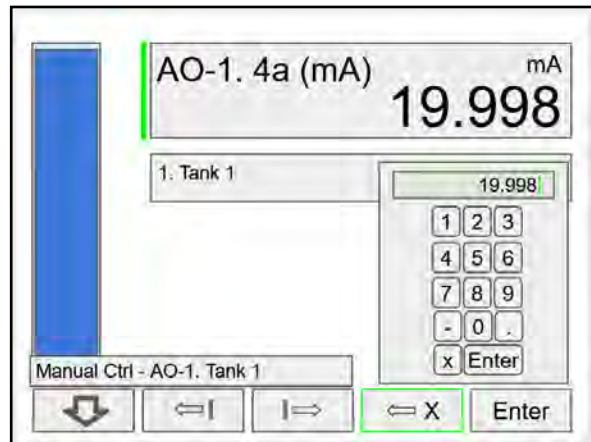 AO-1. 4a (mA)
mA
19.998
1. Tank 1
19.998
1 2 3
4 5 6
7 8 9
- 0 .
x Enter
Manual Ctrl - AO-1. Tank 1
⇦I I⇨ ⇦ X Enter